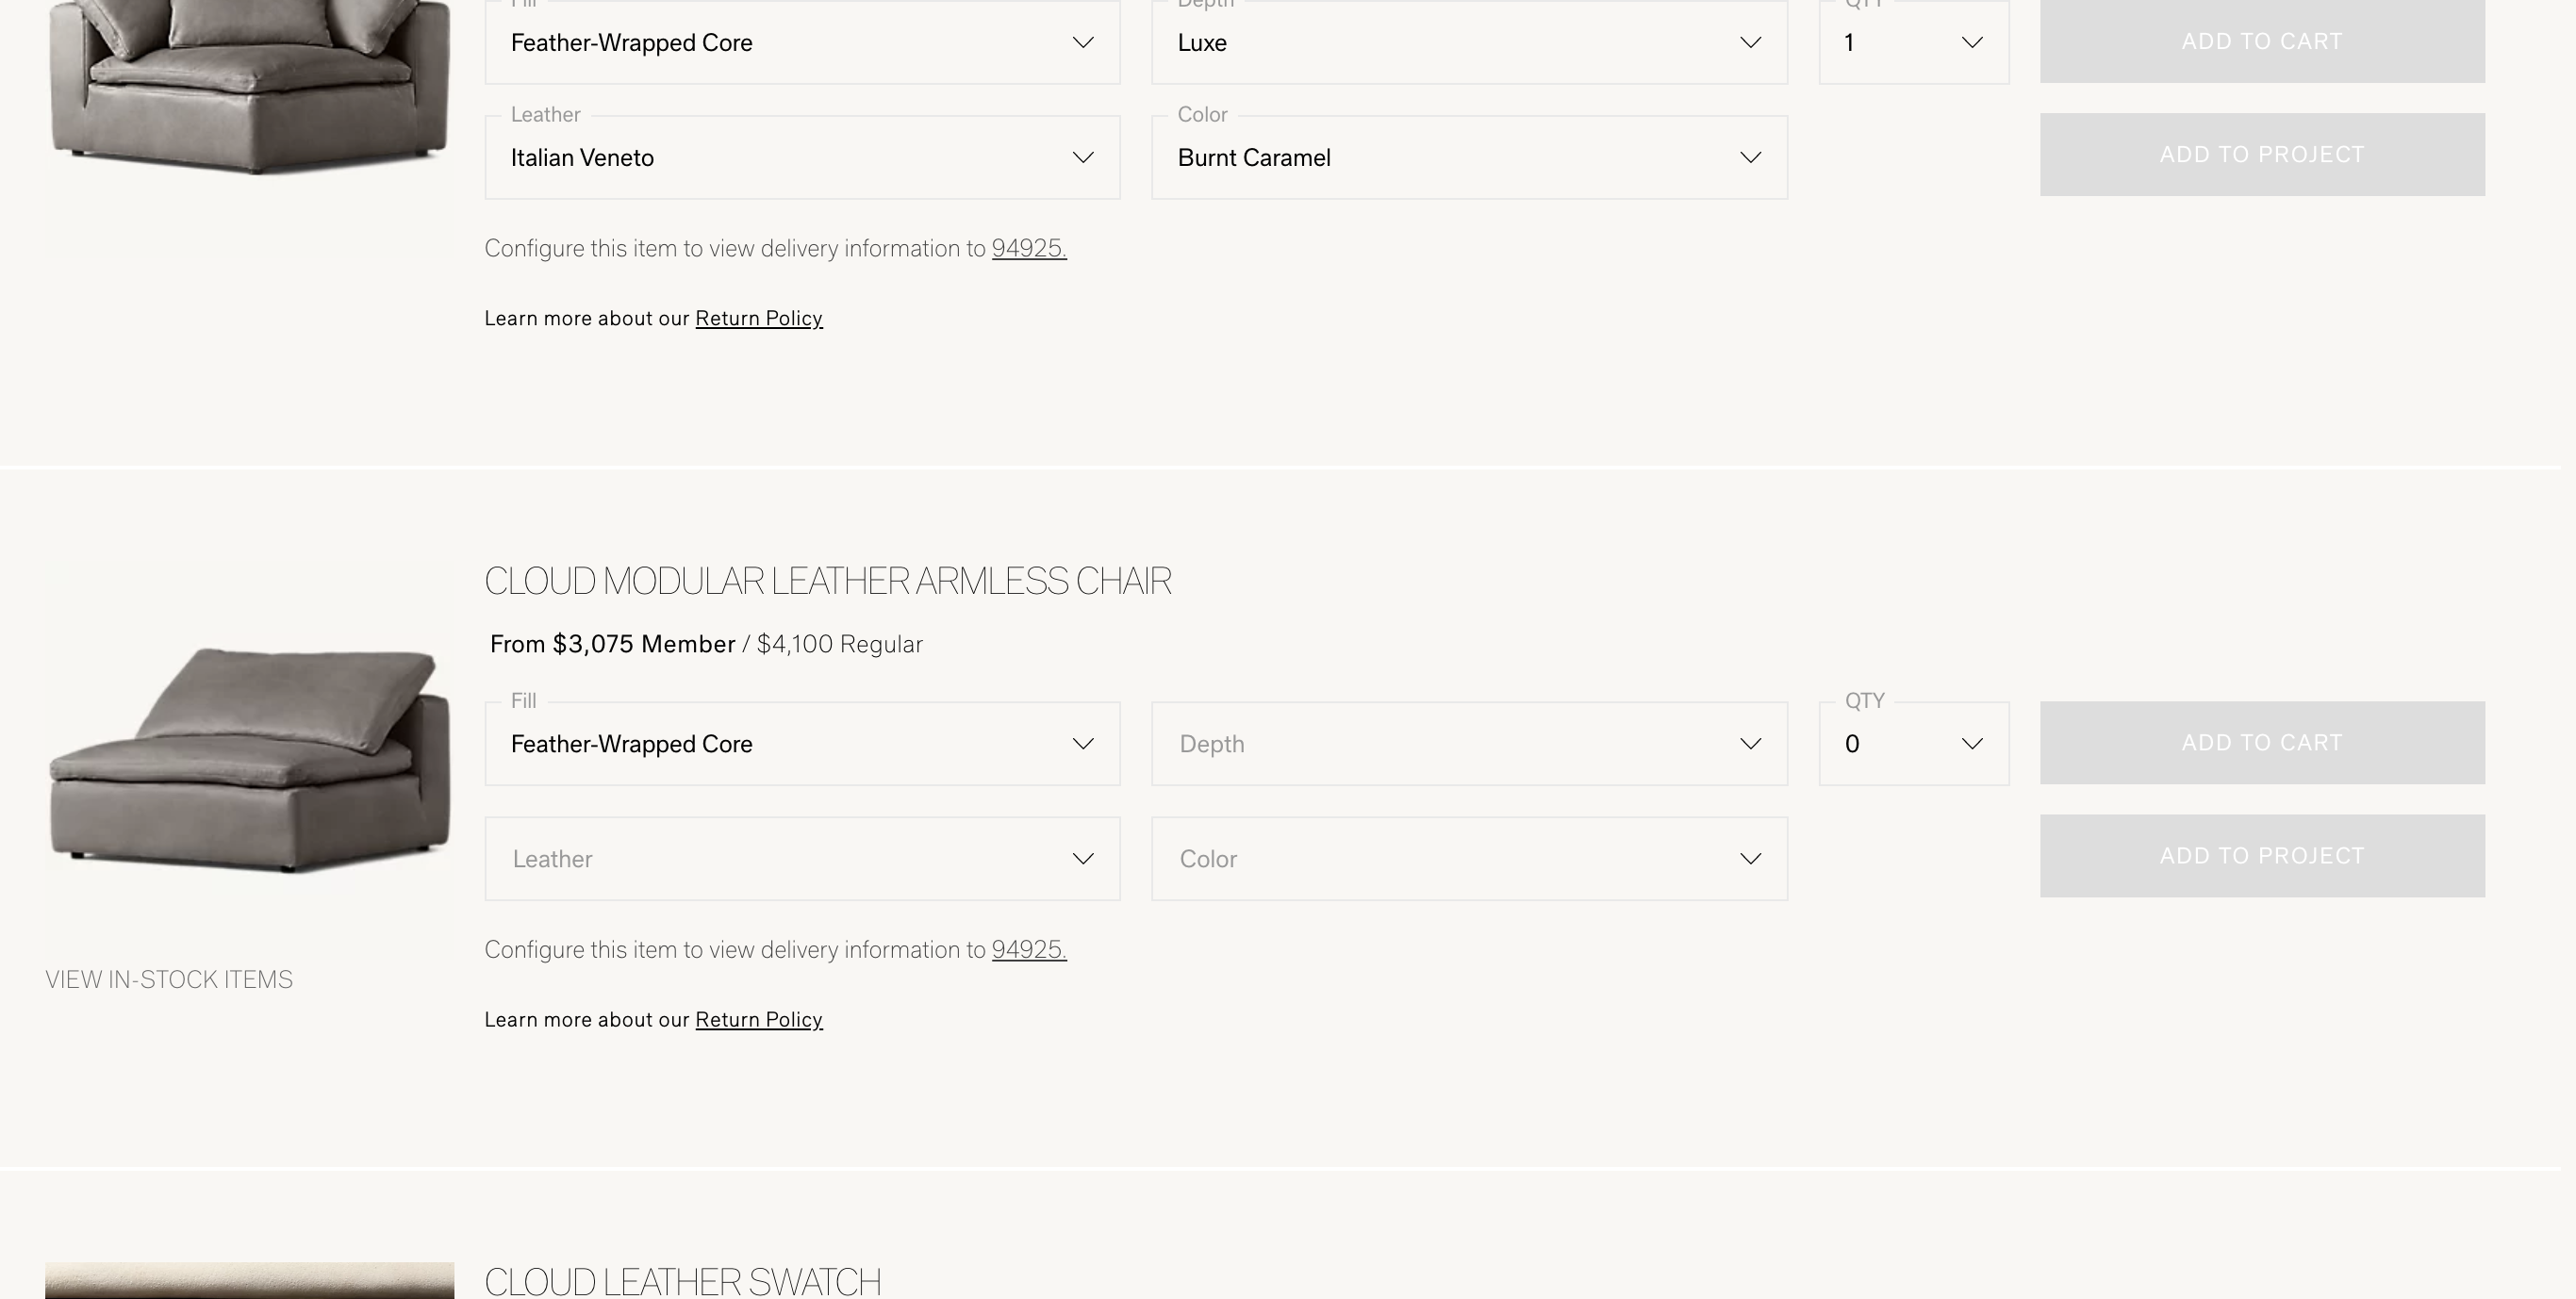 Fill
Depth
QTY
Feather-Wrapped Core
Luxe
1
ADD TO CART
Leather
Color
Italian Veneto
Burnt Caramel
ADD TO PROJECT
Configure this item to view delivery information to 94925.
Learn more about our Return Policy
CLOUD MODULAR LEATHER ARMLESS CHAIR
From $3,075 Member / $4,100 Regular
Fill
QTY
Feather-Wrapped Core
Depth
0
ADD TO CART
Leather
Color
ADD TO PROJECT
Configure this item to view delivery information to 94925.
VIEW IN-STOCK ITEMS
Learn more about our Return Policy
CLOUD LEATHER SWATCH